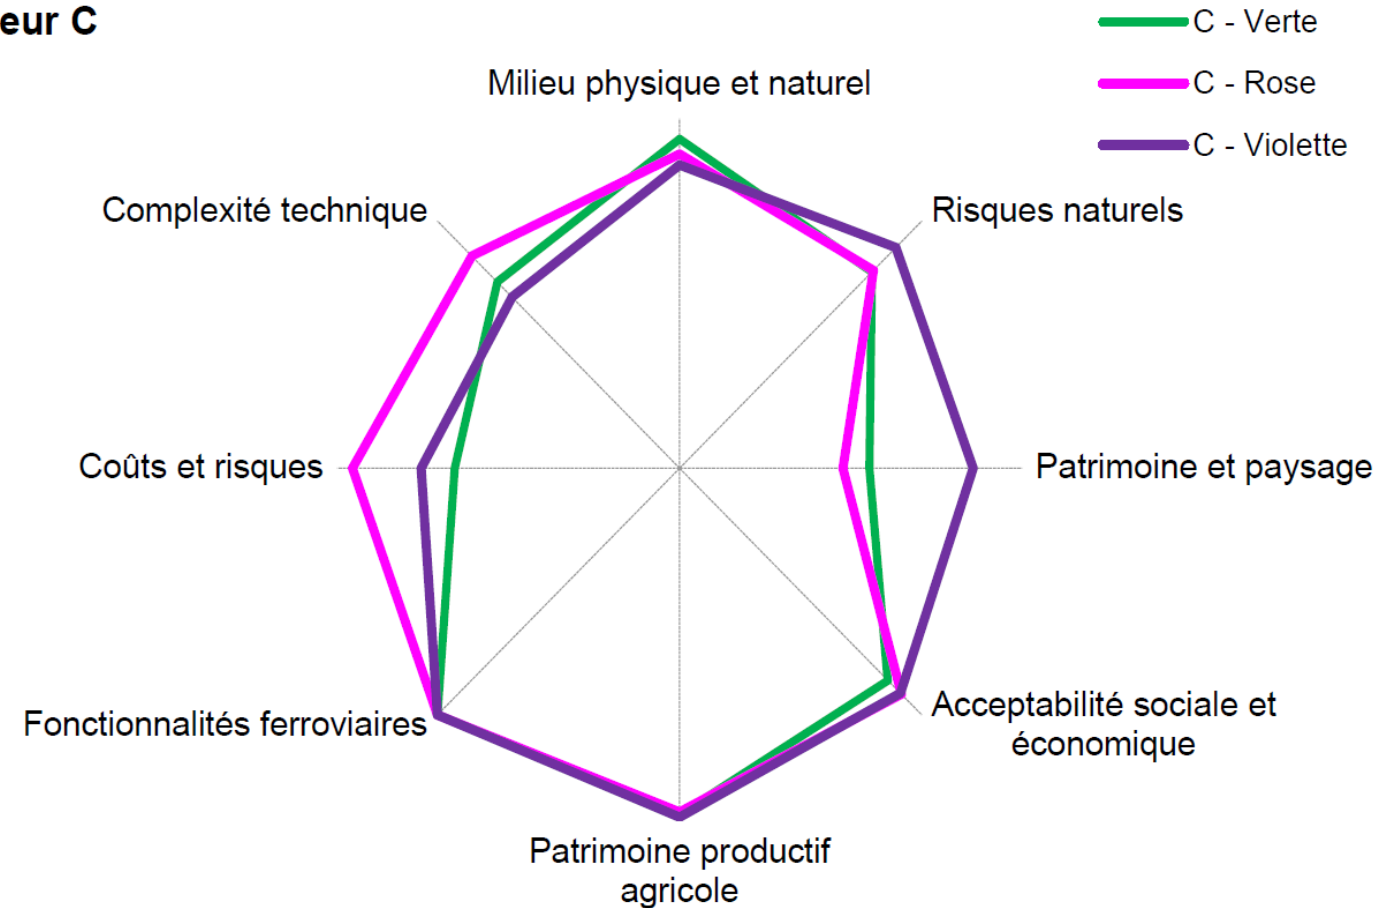 eur C
C - Verte
C - Rose
C - Violette
Milieu physique et naturel
Complexité technique
Risques naturels
Coûts et risques
Patrimoine et paysage
Fonctionnalités ferroviaires
Acceptabilité sociale et
économique
Patrimoine productif
agricole